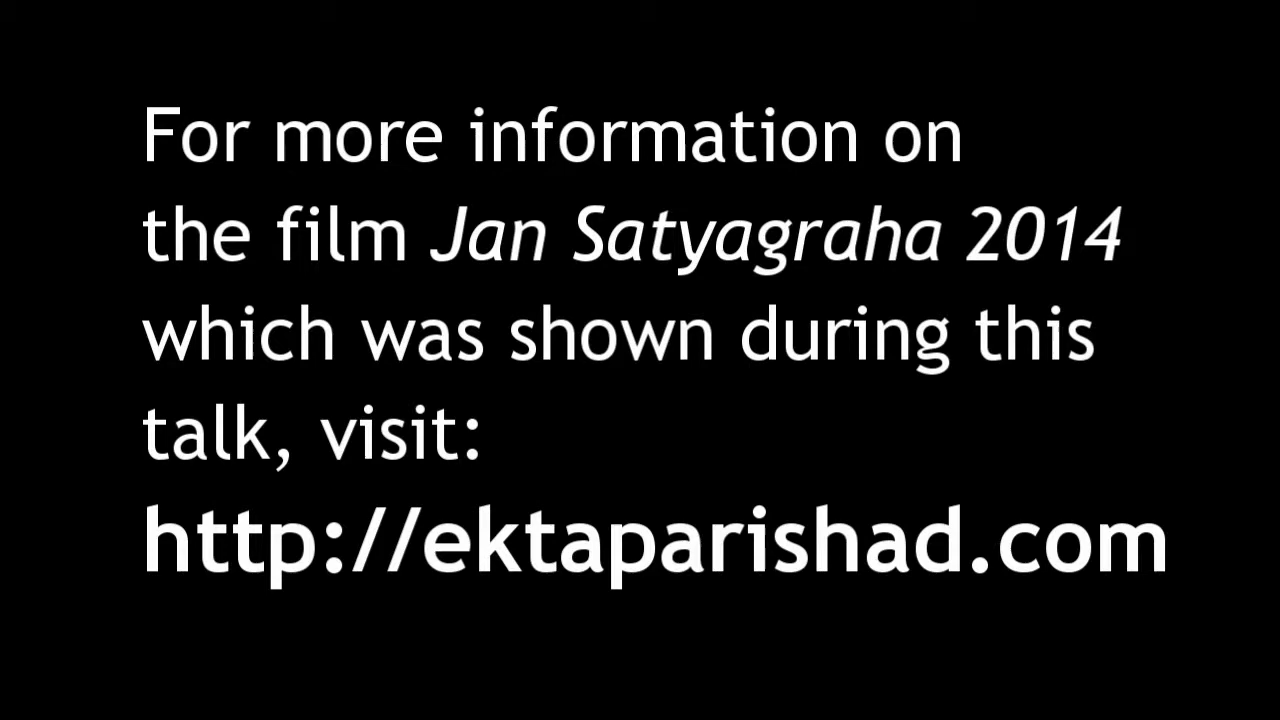 For more information on
the film Jan Satyagraha 2014
which was shown during this
talk, visit:
http://ektaparishad.com